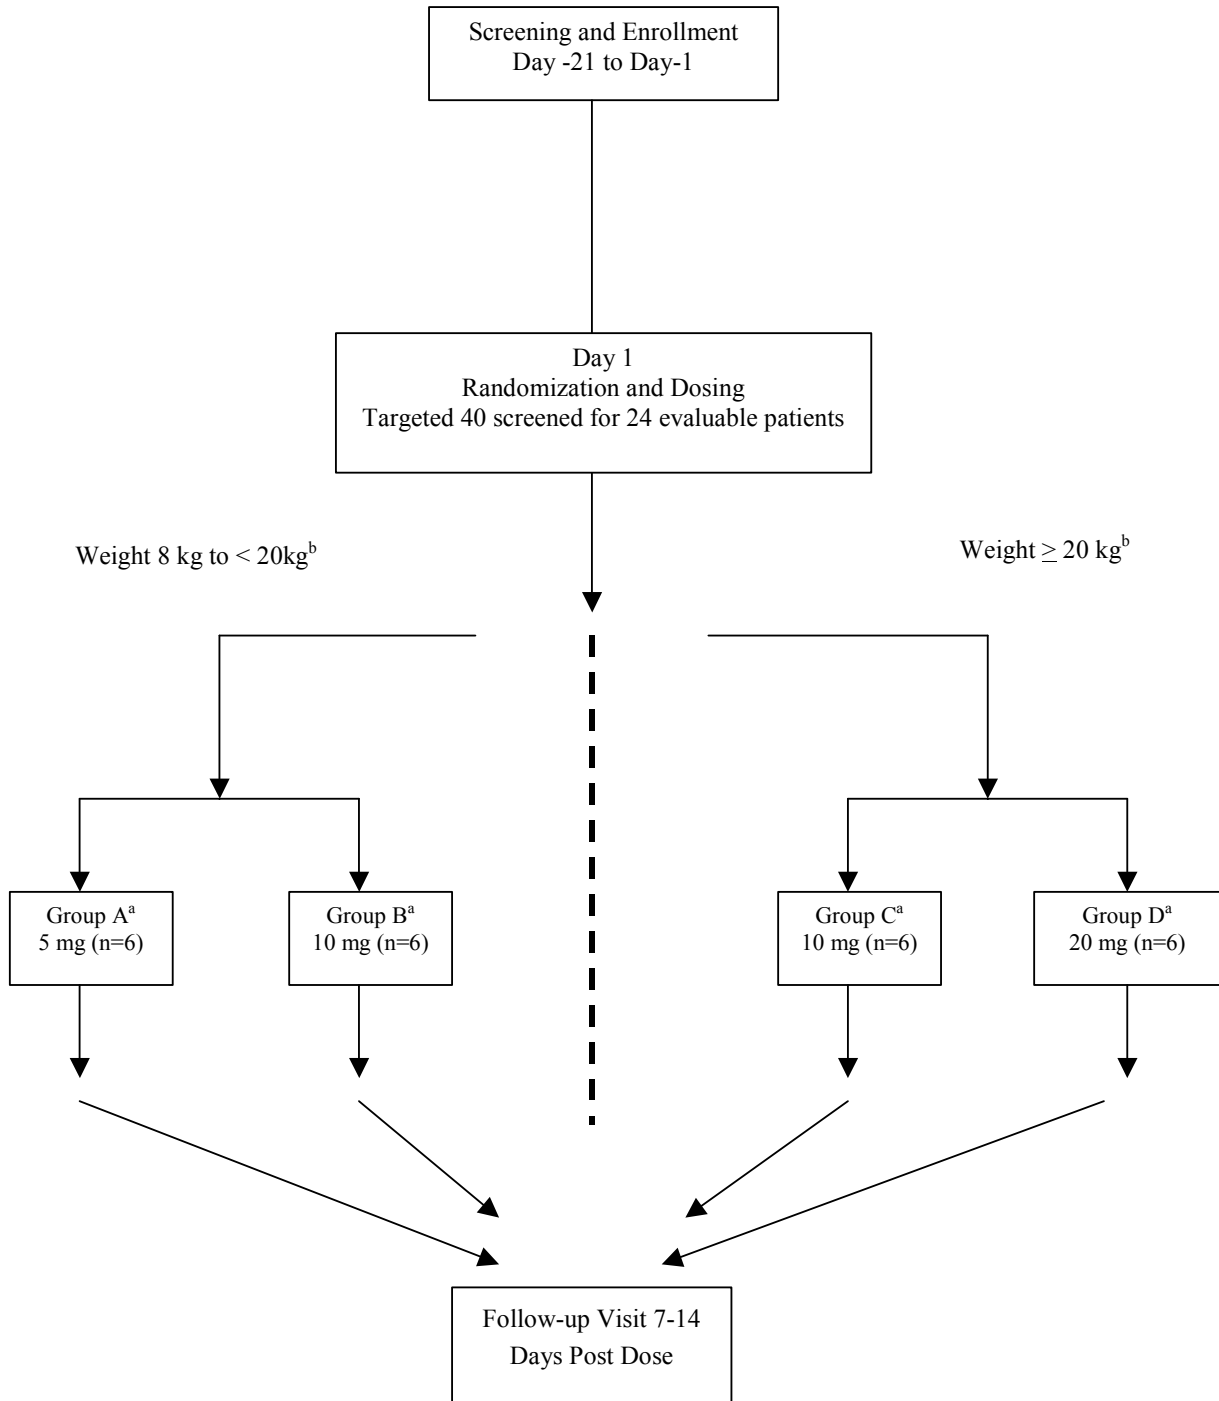 Screening and Enrollment
Day -21 to Day-1
Day 1
Randomization and Dosing
Targeted 40 screened for 24 evaluable patients
Weight 8 kg to < 20kgᵇ
Weight ≥ 20 kgᵇ
Group Aᵃ
5 mg (n=6)
Group Bᵃ
10 mg (n=6)
Group Cᵃ
10 mg (n=6)
Group Dᵃ
20 mg (n=6)
Follow-up Visit 7-14
Days Post Dose